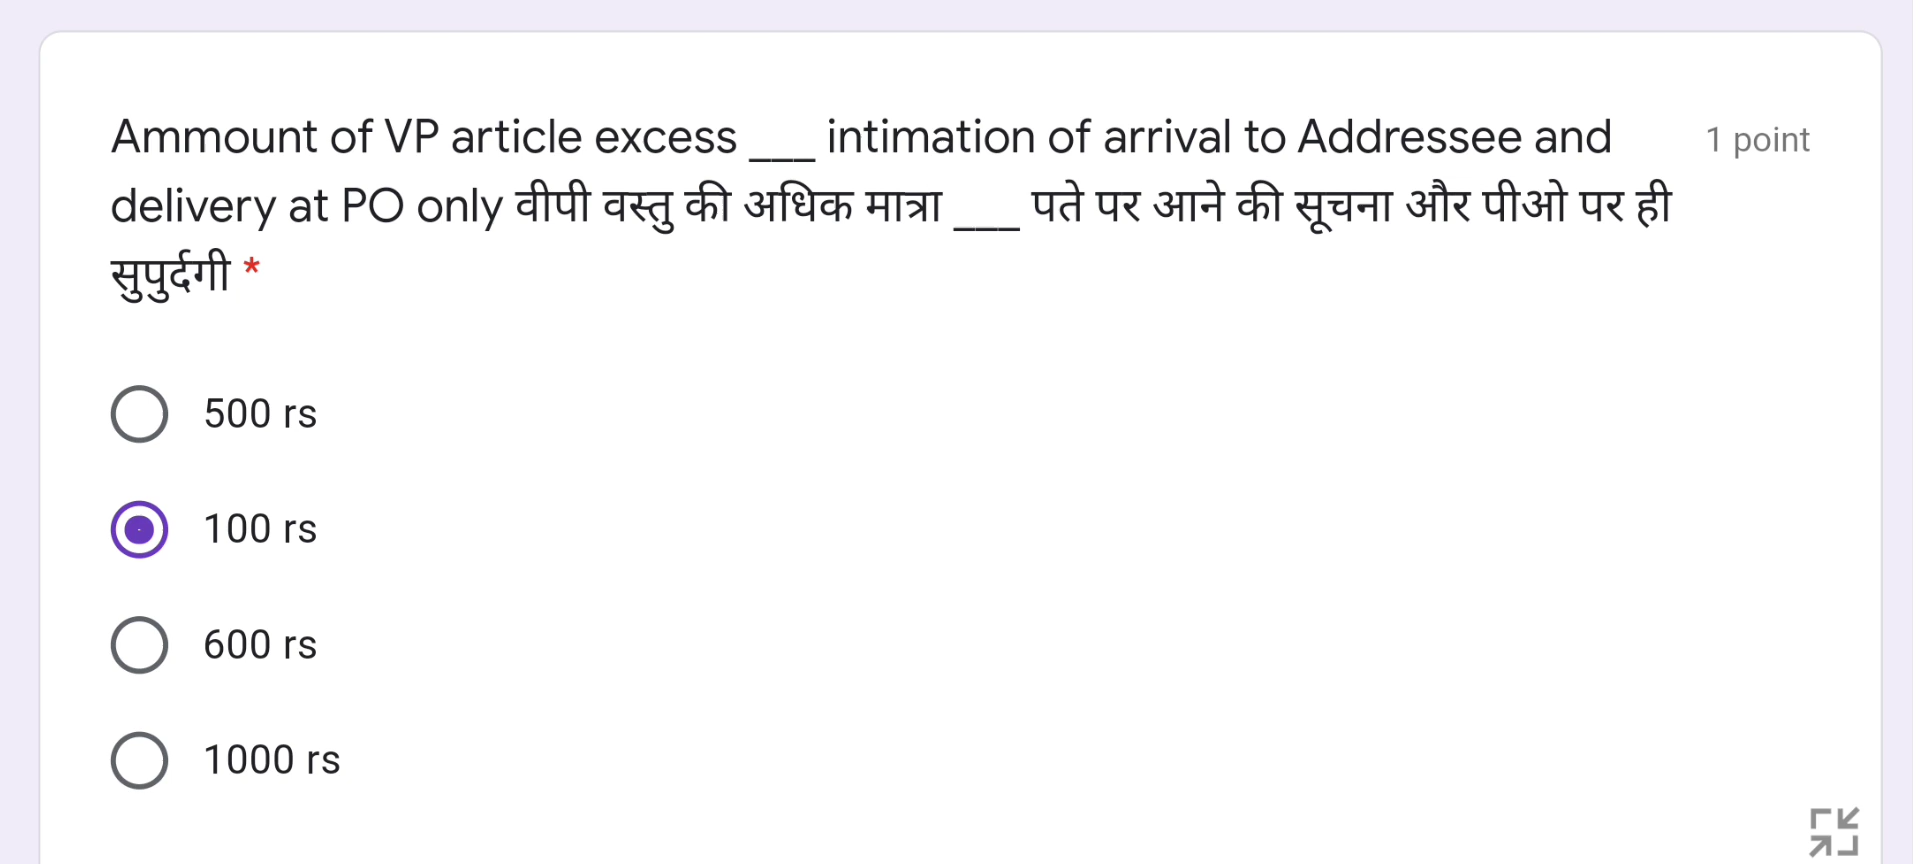 Ammount of VP article excess ___ intimation of arrival to Addressee and
1 point
delivery at PO only वीपी वस्तु की अधिक मात्रा ___ पते पर आने की सूचना और पीओ पर ही
सुपुर्दगी *
500 rs
100 rs
600 rs
1000 rs